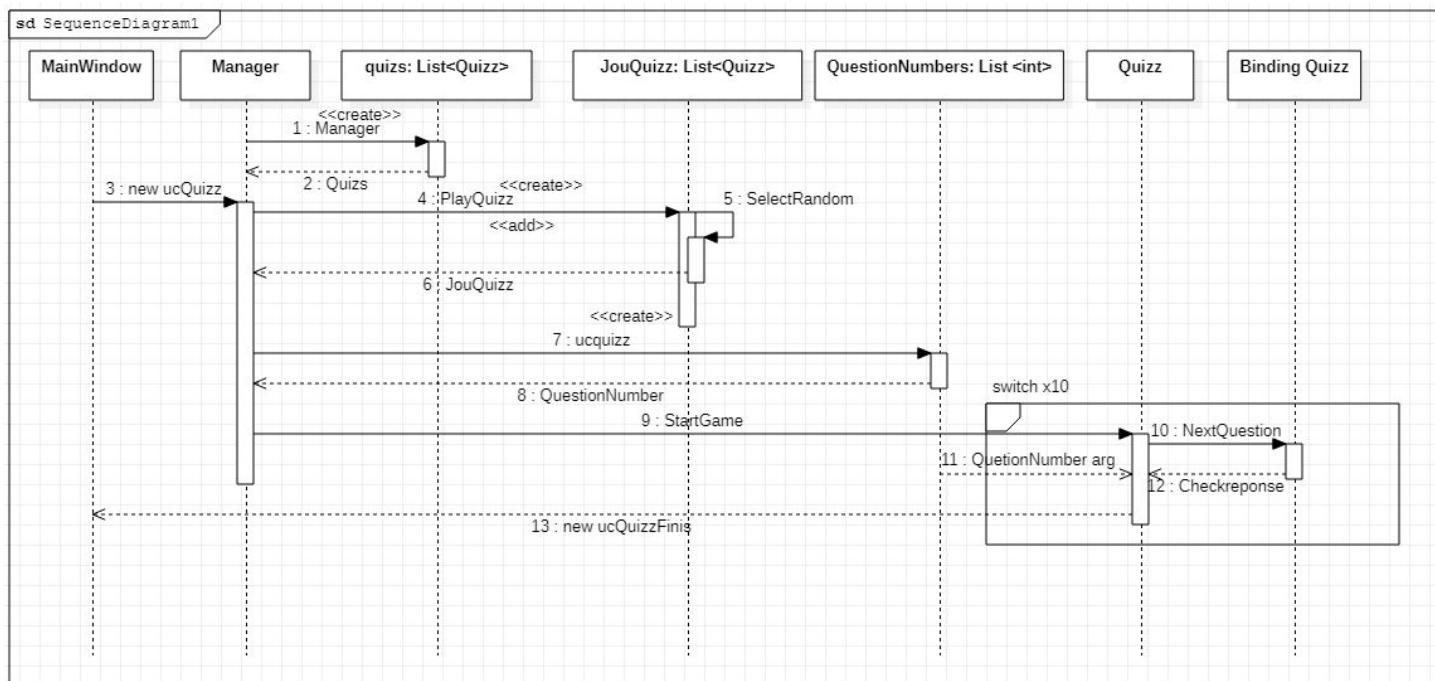 sd SequenceDiagram1
MainWindow
Manager
quizs: List<Quizz>
JouQuizz: List<Quizz>
QuestionNumbers: List <int>
Quizz
Binding Quizz
<<create>>
1 : Manager
2 : Quizs
3 : new ucQuizz
<<create>>
4 : PlayQuizz
5 : SelectRandom
<<add>>
6 : JouQuizz
<<create>>
7 : ucquizz
8 : QuestionNumber
switch x10
9 : StartGame
10 : NextQuestion
11 : QuetionNumber arg
12 : Checkreponse
13 : new ucQuizzFinis